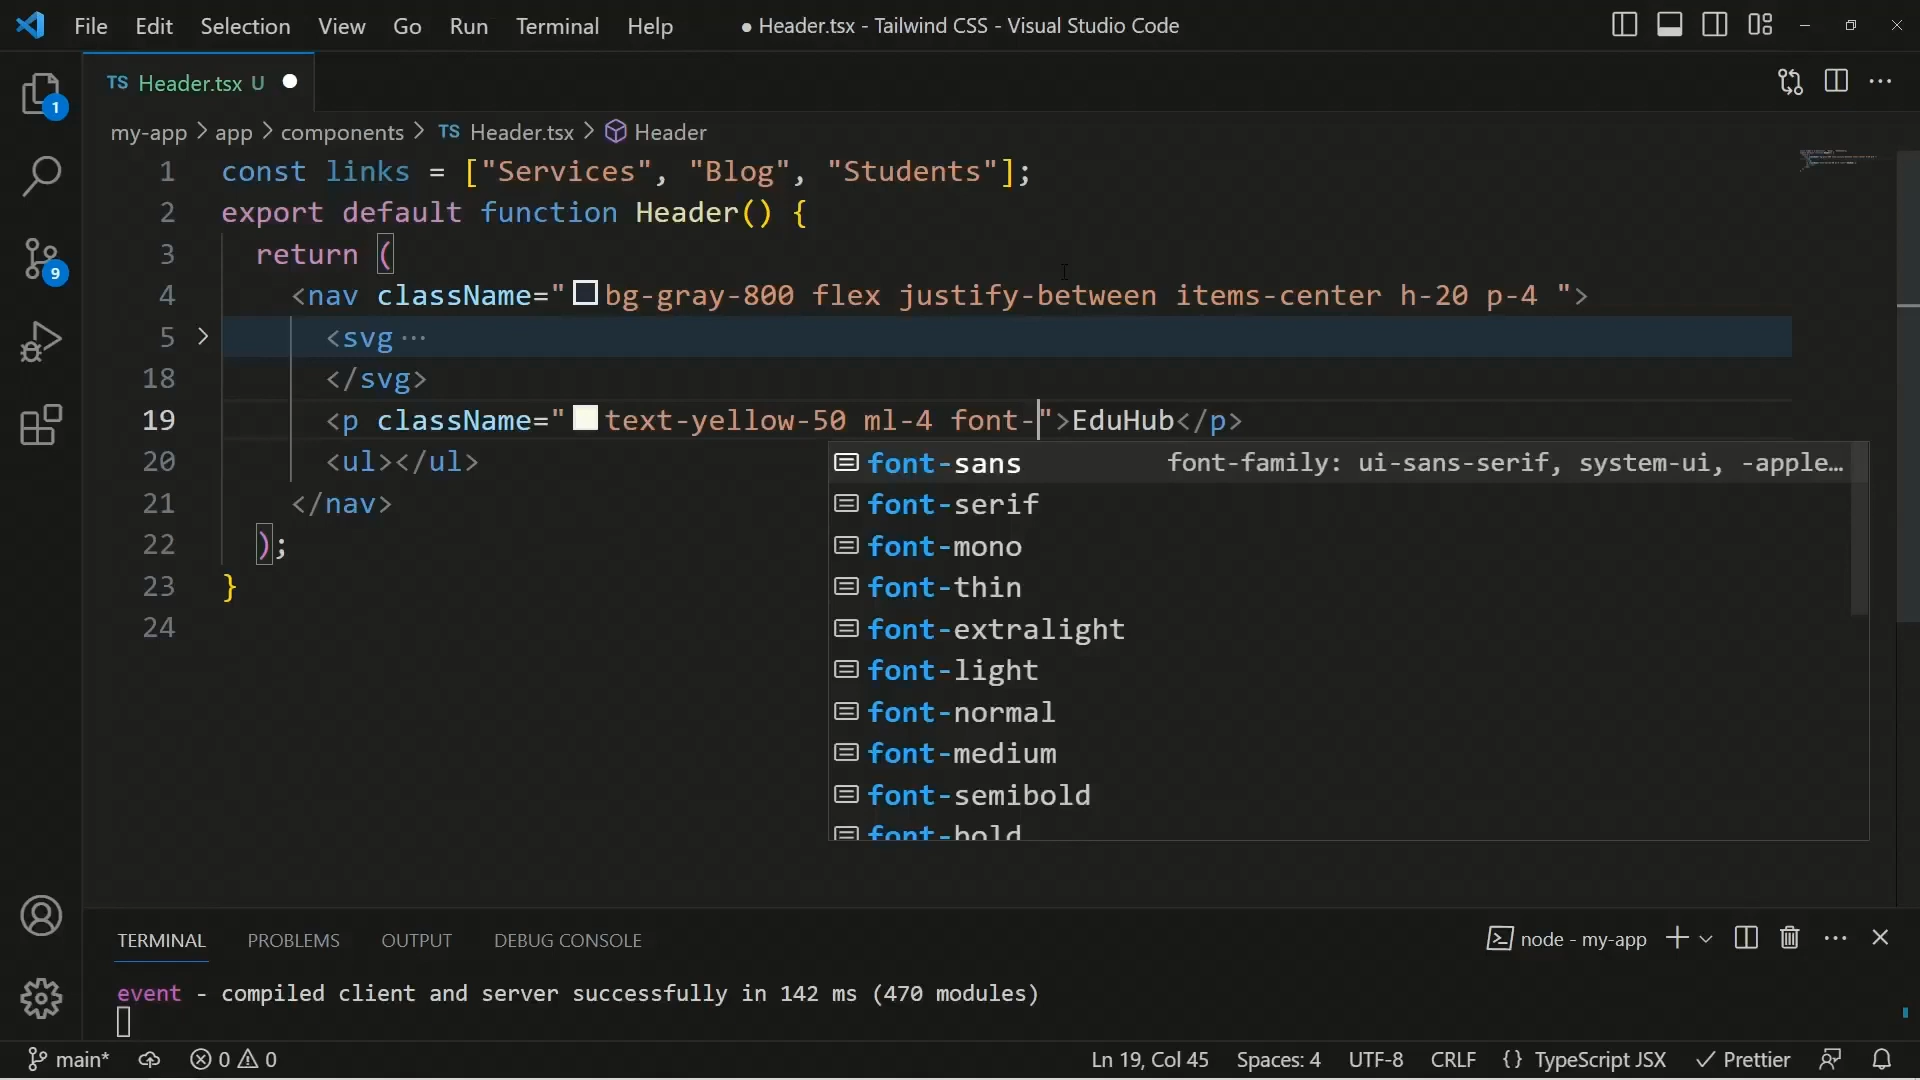 File Edit Selection View Go Run Terminal Help ● Header.tsx - Tailwind CSS - Visual Studio Code
TS Header.tsx U
my-app > app > components > TS Header.tsx > Header
1 const links = ["Services", "Blog", "Students"];
2 export default function Header() {
3 return (
4 <nav className="bg-gray-800 flex justify-between items-center h-20 p-4 ">
5 <svg ···
18 </svg>
19 <p className="text-yellow-50 ml-4 font-">EduHub</p>
20 <ul></ul>
21 </nav>
22 );
23 }
24
font-sans font-family: ui-sans-serif, system-ui, -apple…
font-serif
font-mono
font-thin
font-extralight
font-light
font-normal
font-medium
font-semibold
font-bold
1
9
TERMINAL PROBLEMS OUTPUT DEBUG CONSOLE node - my-app
event - compiled client and server successfully in 142 ms (470 modules)
main* 0 0 Ln 19, Col 45 Spaces: 4 UTF-8 CRLF {} TypeScript JSX Prettier